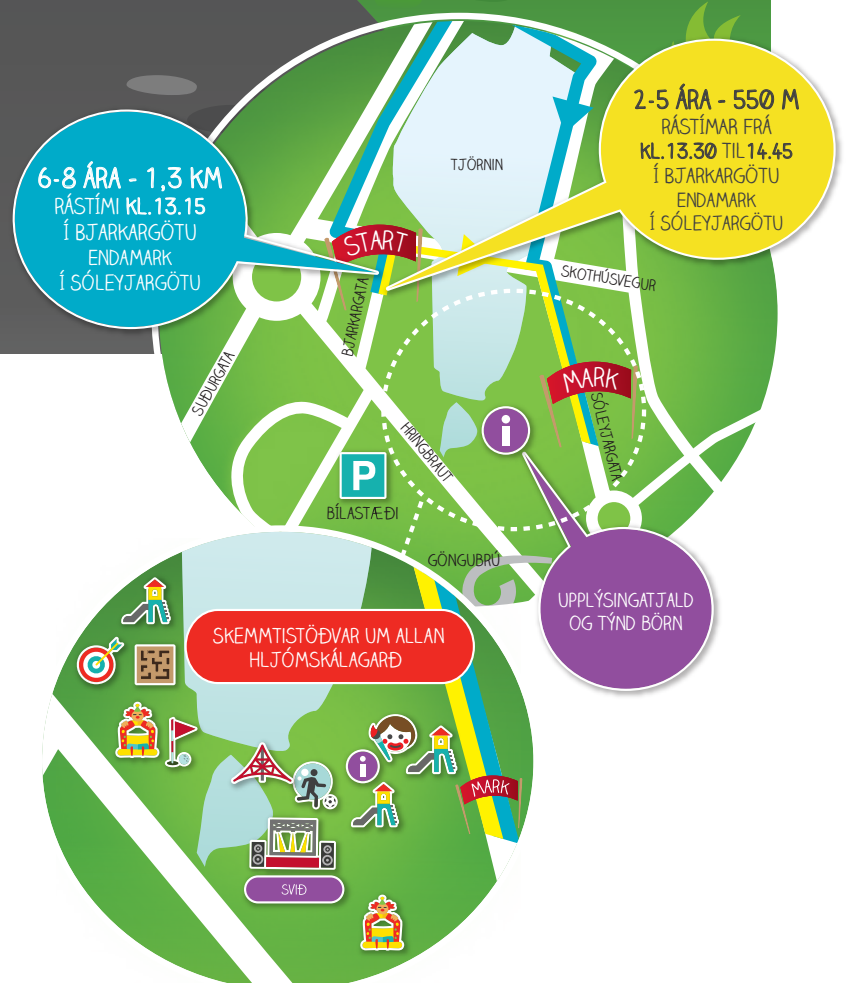 2-5 ÁRA - 550 M
RÁSTÍMAR FRÁ
KL.13.30 TIL 14.45
Í BJARKARGÖTU
ENDAMARK
Í SÓLEYJARGÖTU
6-8 ÁRA - 1,3 KM
RÁSTÍMI KL.13.15
Í BJARKARGÖTU
ENDAMARK
Í SÓLEYJARGÖTU
TJÖRNIN
START
SKOTHÚSVEGUR
BJARKARGATA
SUÐURGATA
MARK
SÓLEYJARGATA
HRINGBRAUT
i
P
BÍLASTÆÐI
GÖNGUBRÚ
UPPLÝSINGATJALD
OG TÝND BÖRN
SKEMMTISTÖÐVAR UM ALLAN
HLJÓMSKÁLAGARÐ
i
MARK
SVIÐ